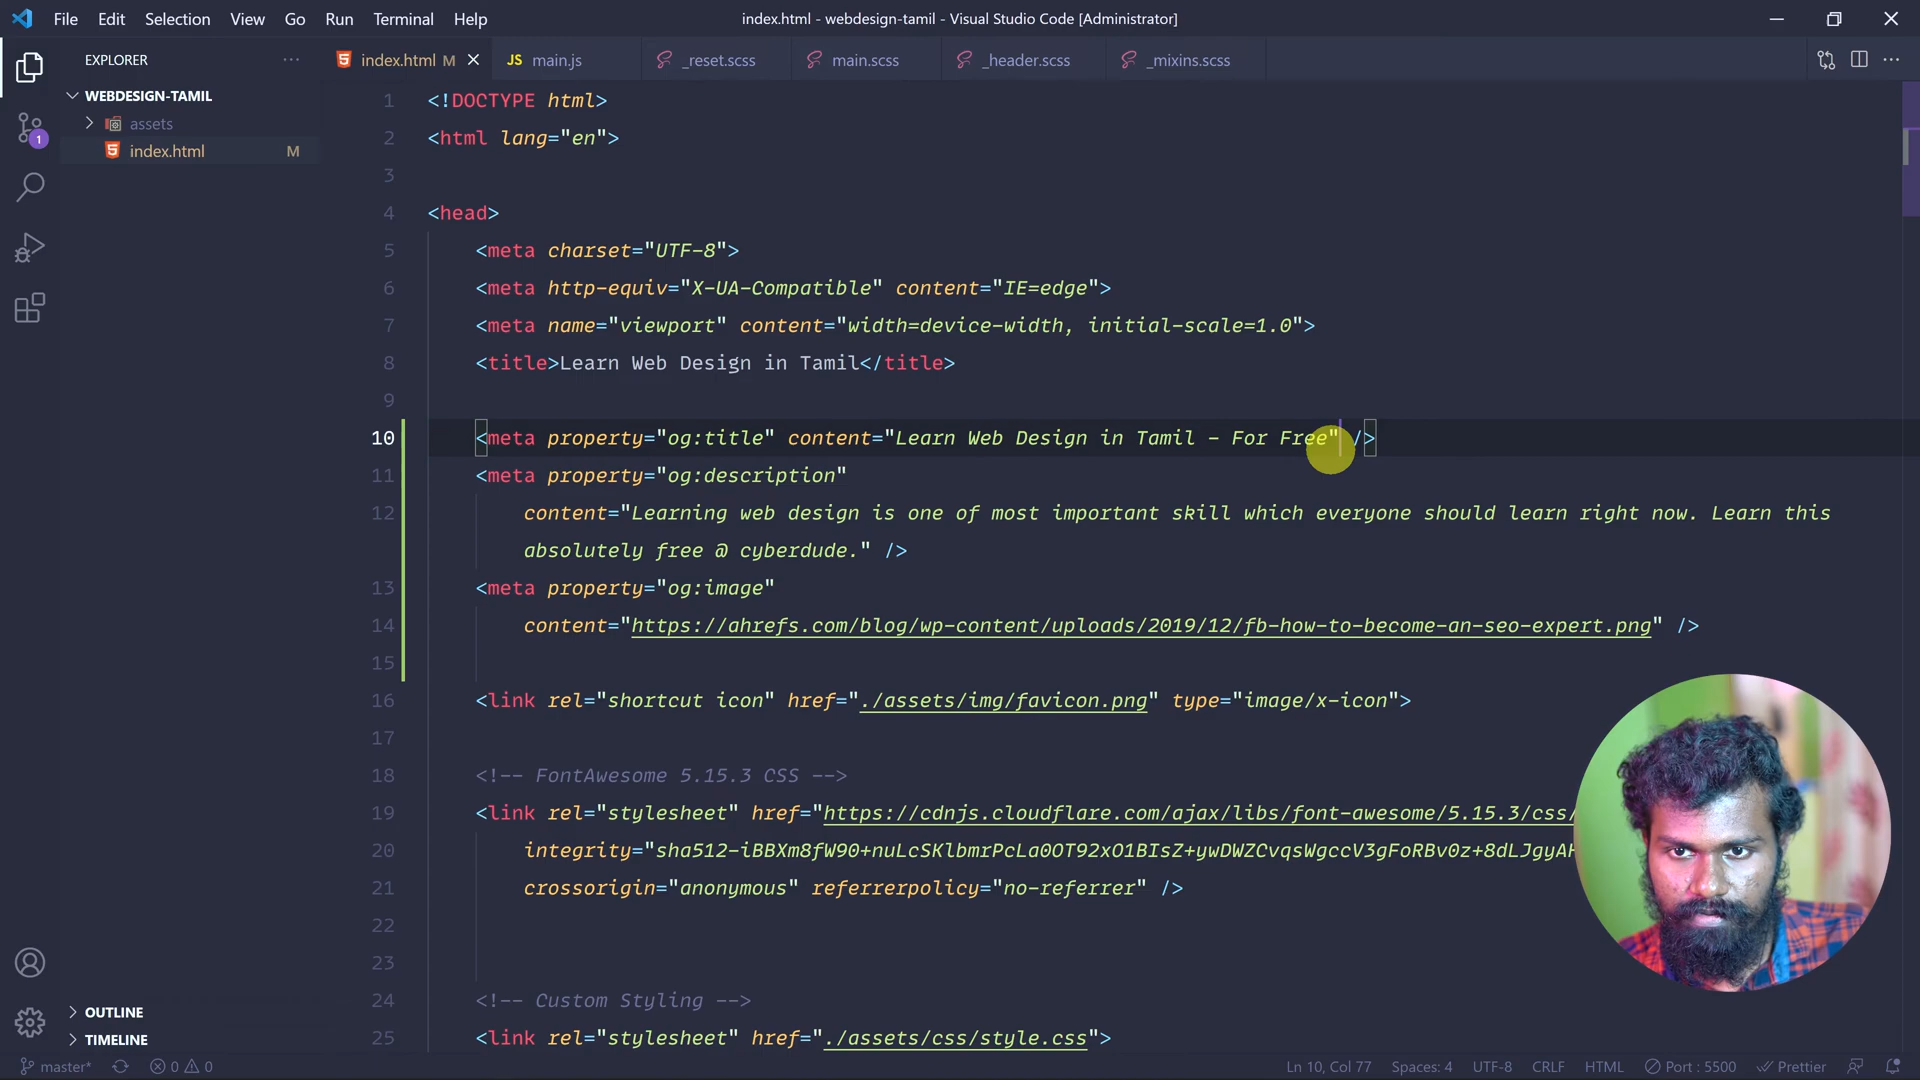 File Edit Selection View Go Run Terminal Help
index.html - webdesign-tamil - Visual Studio Code [Administrator]
EXPLORER
index.html M
JS main.js
_reset.scss
main.scss
_header.scss
_mixins.scss
WEBDESIGN-TAMIL
assets
index.html M
1
1 <!DOCTYPE html>
2 <html lang="en">
3
4 <head>
5 <meta charset="UTF-8">
6 <meta http-equiv="X-UA-Compatible" content="IE=edge">
7 <meta name="viewport" content="width=device-width, initial-scale=1.0">
8 <title>Learn Web Design in Tamil</title>
9
10 <meta property="og:title" content="Learn Web Design in Tamil - For Free" />
11 <meta property="og:description"
12 content="Learning web design is one of most important skill which everyone should learn right now. Learn this
absolutely free @ cyberdude." />
13 <meta property="og:image"
14 content="https://ahrefs.com/blog/wp-content/uploads/2019/12/fb-how-to-become-an-seo-expert.png" />
15
16 <link rel="shortcut icon" href="./assets/img/favicon.png" type="image/x-icon">
17
18 <!-- FontAwesome 5.15.3 CSS -->
19 <link rel="stylesheet" href="https://cdnjs.cloudflare.com/ajax/libs/font-awesome/5.15.3/css/
20 integrity="sha512-iBBXm8fW90+nuLcSKlbmrPcLa0OT92xO1BIsZ+ywDWZCvqsWgccV3gFoRBv0z+8dLJgyAH
21 crossorigin="anonymous" referrerpolicy="no-referrer" />
22
23
24 <!-- Custom Styling -->
25 <link rel="stylesheet" href="./assets/css/style.css">
OUTLINE
TIMELINE
master* 0 0 Ln 10, Col 77 Spaces: 4 UTF-8 CRLF HTML Port : 5500 Prettier